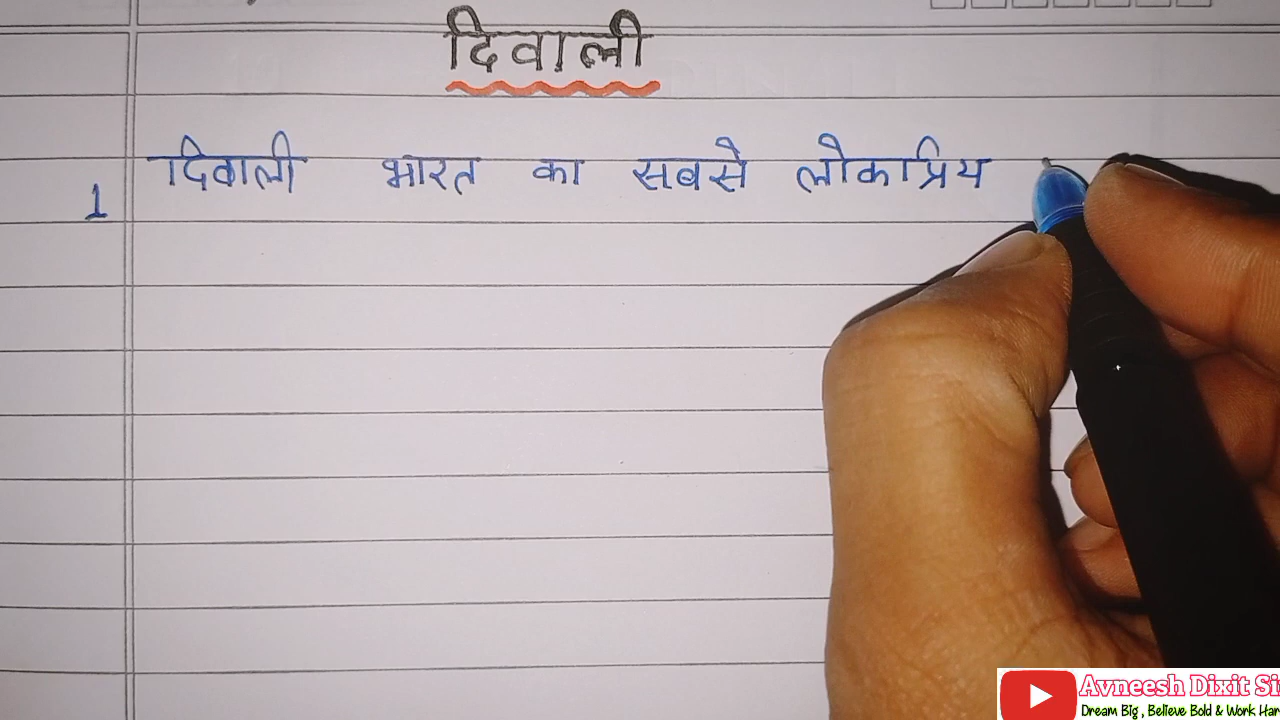 दिवाली
1 दिवाली भारत का सबसे लोकप्रिय
Avneesh Dixit Si
Dream Big , Believe Bold & Work Har